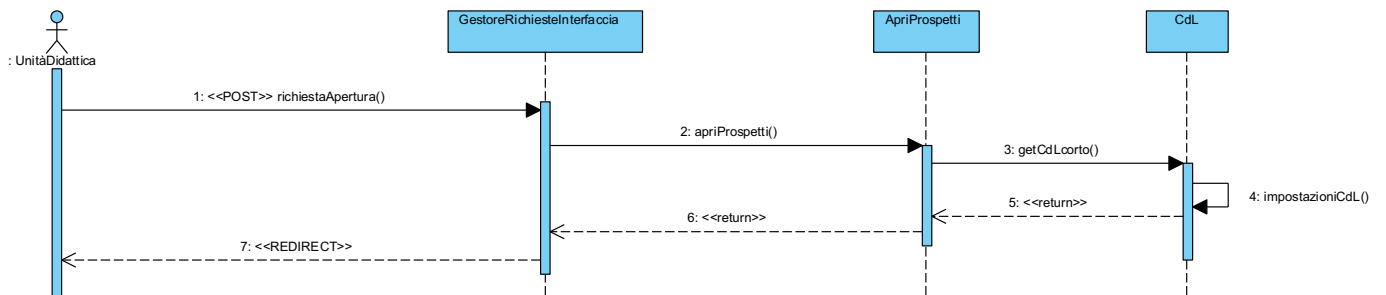 GestoreRichiesteInterfaccia
ApriProspetti
CdL
: UnitàDidattica
1: <<POST>> richiestaApertura()
2: apriProspetti()
3: getCdLcorto()
4: impostazioniCdL()
5: <<return>>
6: <<return>>
7: <<REDIRECT>>